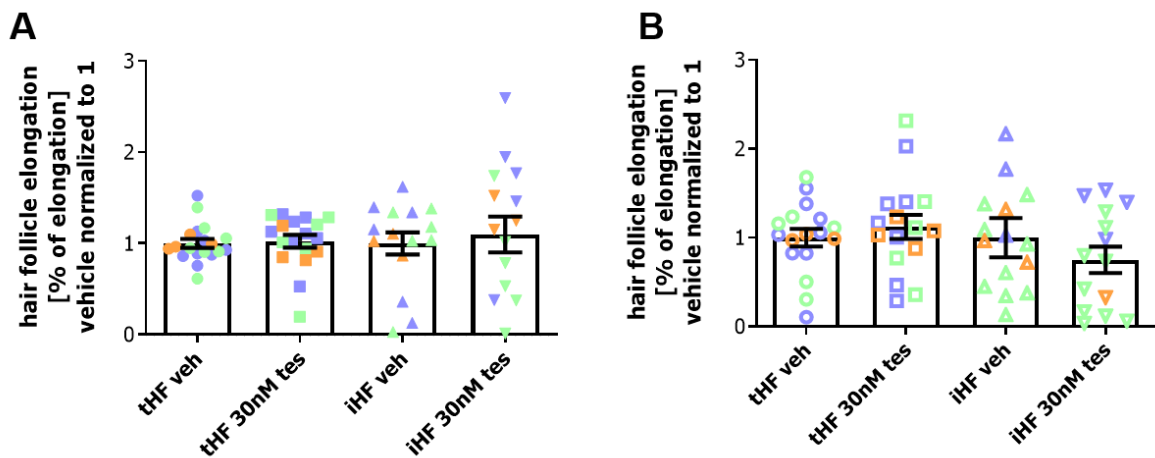 A
hair follicle elongation
[% of elongation]
vehicle normalized to 1
3
2
1
0
tHF veh
tHF 30nM tes
iHF veh
iHF 30nM tes
B
hair follicle elongation
[% of elongation]
vehicle normalized to 1
3
2
1
0
tHF veh
tHF 30nM tes
iHF veh
iHF 30nM tes